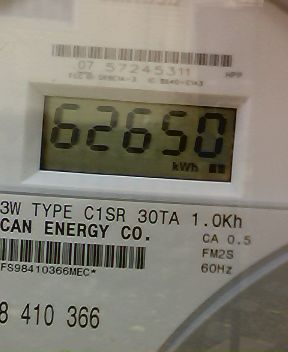 07 57245311
HPP
62650
kWh
3W TYPE C1SR 30TA 1.0Kh
CAN ENERGY CO.
CA 0.5
FM2S
60Hz
FS98410366MEC*
8 410 366